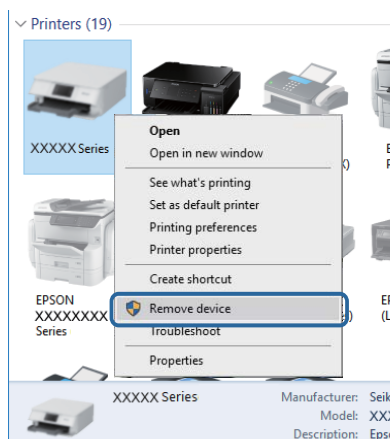 Printers (19)
XXXXX Series
Open
Open in new window
See what's printing
Set as default printer
Printing preferences
Printer properties
Create shortcut
Remove device
Troubleshoot
Properties
EPSON
XXXXXXXX
Series
XXXXX Series
Manufacturer:
Model:
Description: